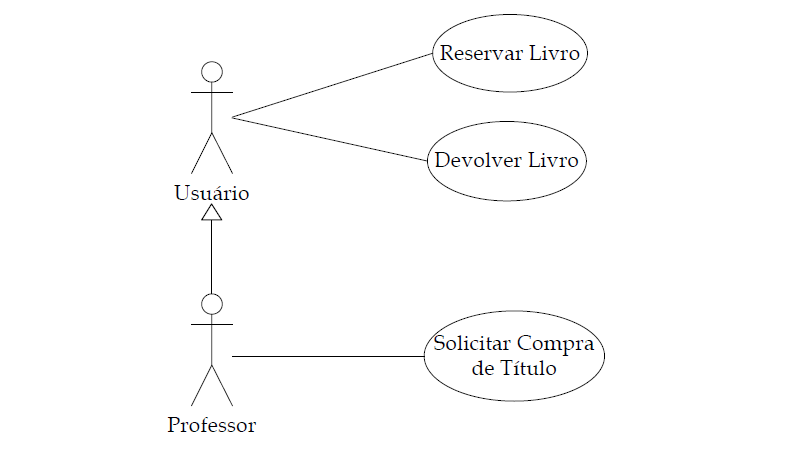 Reservar Livro
Devolver Livro
Usuário
Solicitar Compra
de Título
Professor